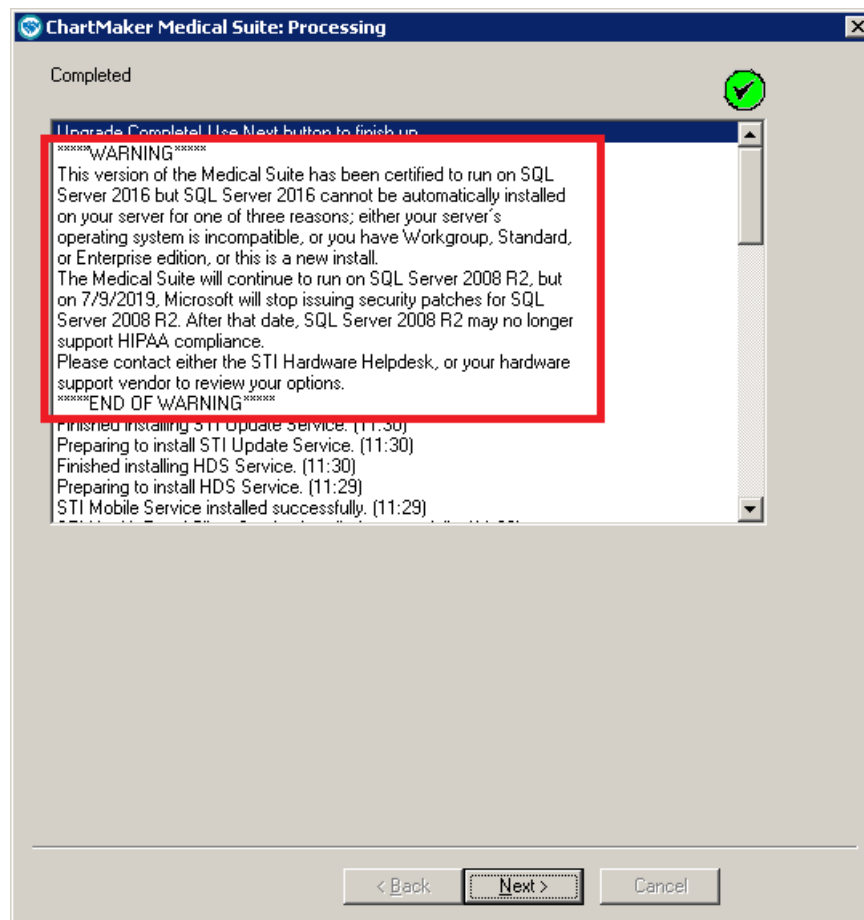 ChartMaker Medical Suite: Processing
Completed
Upgrade Complete! Use Next button to finish up.
*****WARNING*****
This version of the Medical Suite has been certified to run on SQL
Server 2016 but SQL Server 2016 cannot be automatically installed
on your server for one of three reasons; either your server´s
operating system is incompatible, or you have Workgroup, Standard,
or Enterprise edition, or this is a new install.
The Medical Suite will continue to run on SQL Server 2008 R2, but
on 7/9/2019, Microsoft will stop issuing security patches for SQL
Server 2008 R2. After that date, SQL Server 2008 R2 may no longer
support HIPAA compliance.
Please contact either the STI Hardware Helpdesk, or your hardware
support vendor to review your options.
*****END OF WARNING*****
Finished installing STI Update Service. (11:30)
Preparing to install STI Update Service. (11:30)
Finished installing HDS Service. (11:30)
Preparing to install HDS Service. (11:29)
STI Mobile Service installed successfully. (11:29)
< Back
Next >
Cancel